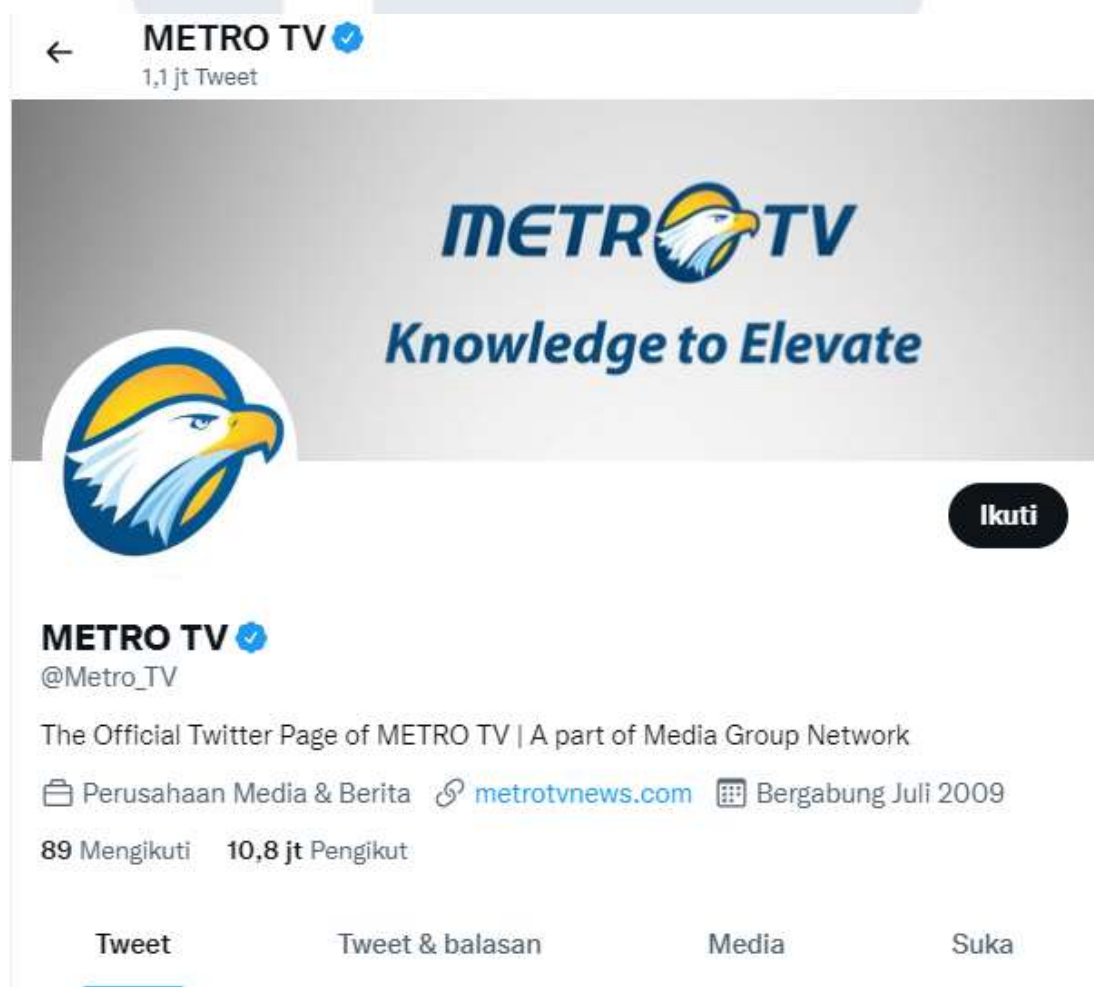 METRO TV
1,1 jt Tweet
METRO TV
Knowledge to Elevate
Ikuti
METRO TV
@Metro_TV
The Official Twitter Page of METRO TV | A part of Media Group Network
Perusahaan Media & Berita metrotvnews.com Bergabung Juli 2009
89 Mengikuti 10,8 jt Pengikut
Tweet Tweet & balasan Media Suka